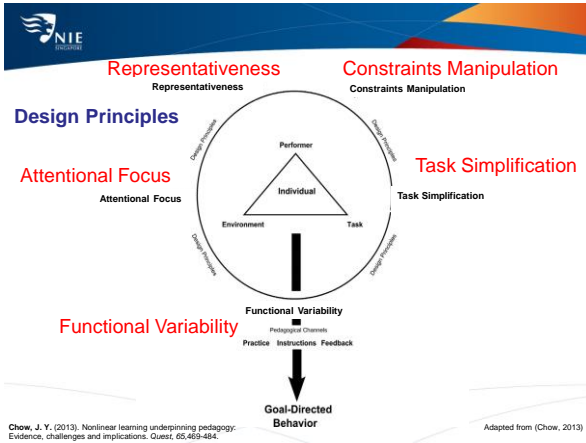 NIE
SINGAPORE
Representativeness
Constraints Manipulation
Representativeness
Constraints Manipulation
Design Principles
Design Principles
Design Principles
Performer
Attentional Focus
Task Simplification
Individual
Attentional Focus
Task Simplification
Environment
Task
Design Principles
Design Principles
Functional Variability
Functional Variability
Pedagogical Channels
Practice Instructions Feedback
Goal-Directed
Behavior
Chow, J. Y. (2013). Nonlinear learning underpinning pedagogy:
Evidence, challenges and implications. Quest, 65,469-484.
Adapted from (Chow, 2013)